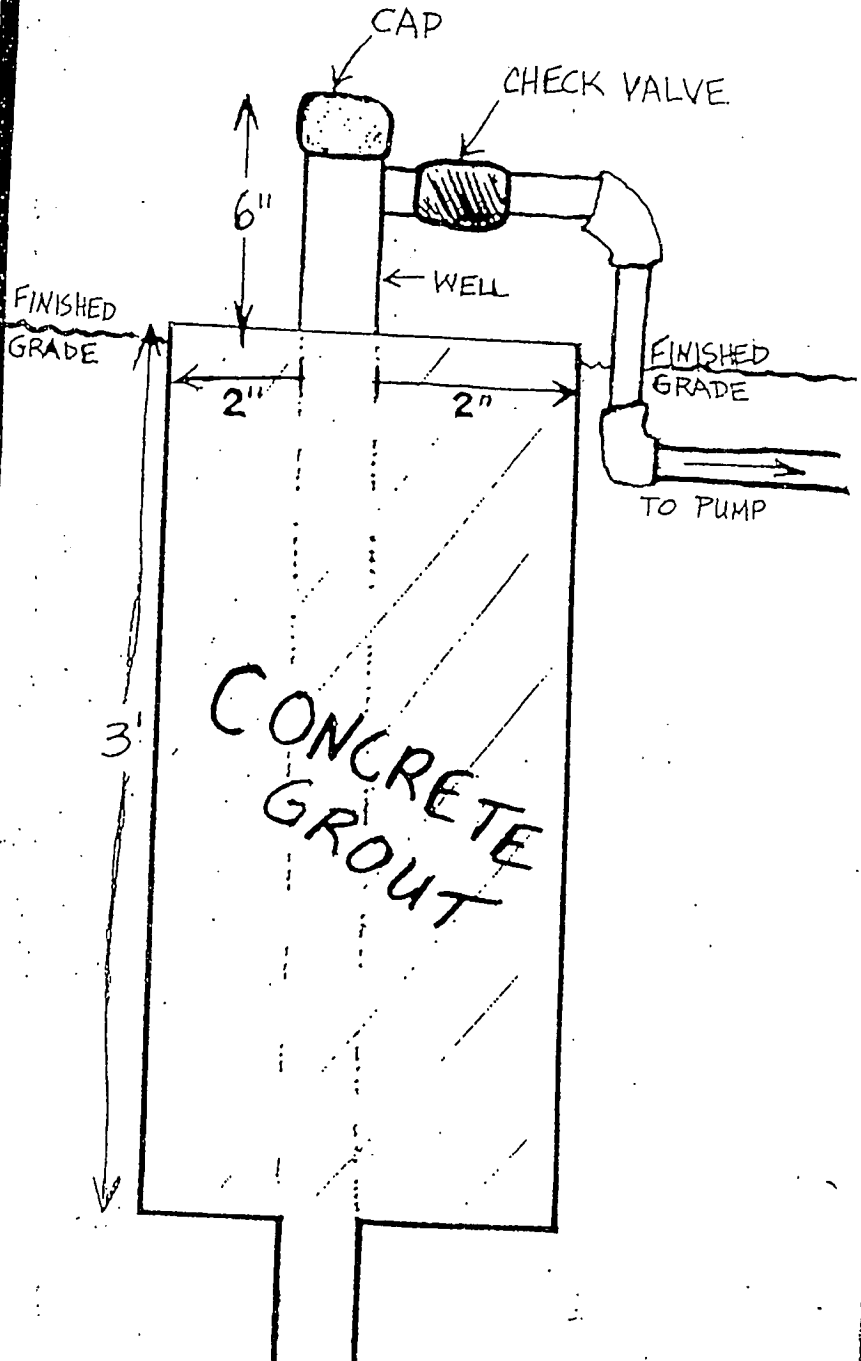 CAP
CHECK VALVE
6"
WELL
FINISHED
GRADE
FINISHED
GRADE
2"
2"
TO PUMP
3'
CONCRETE
GROUT